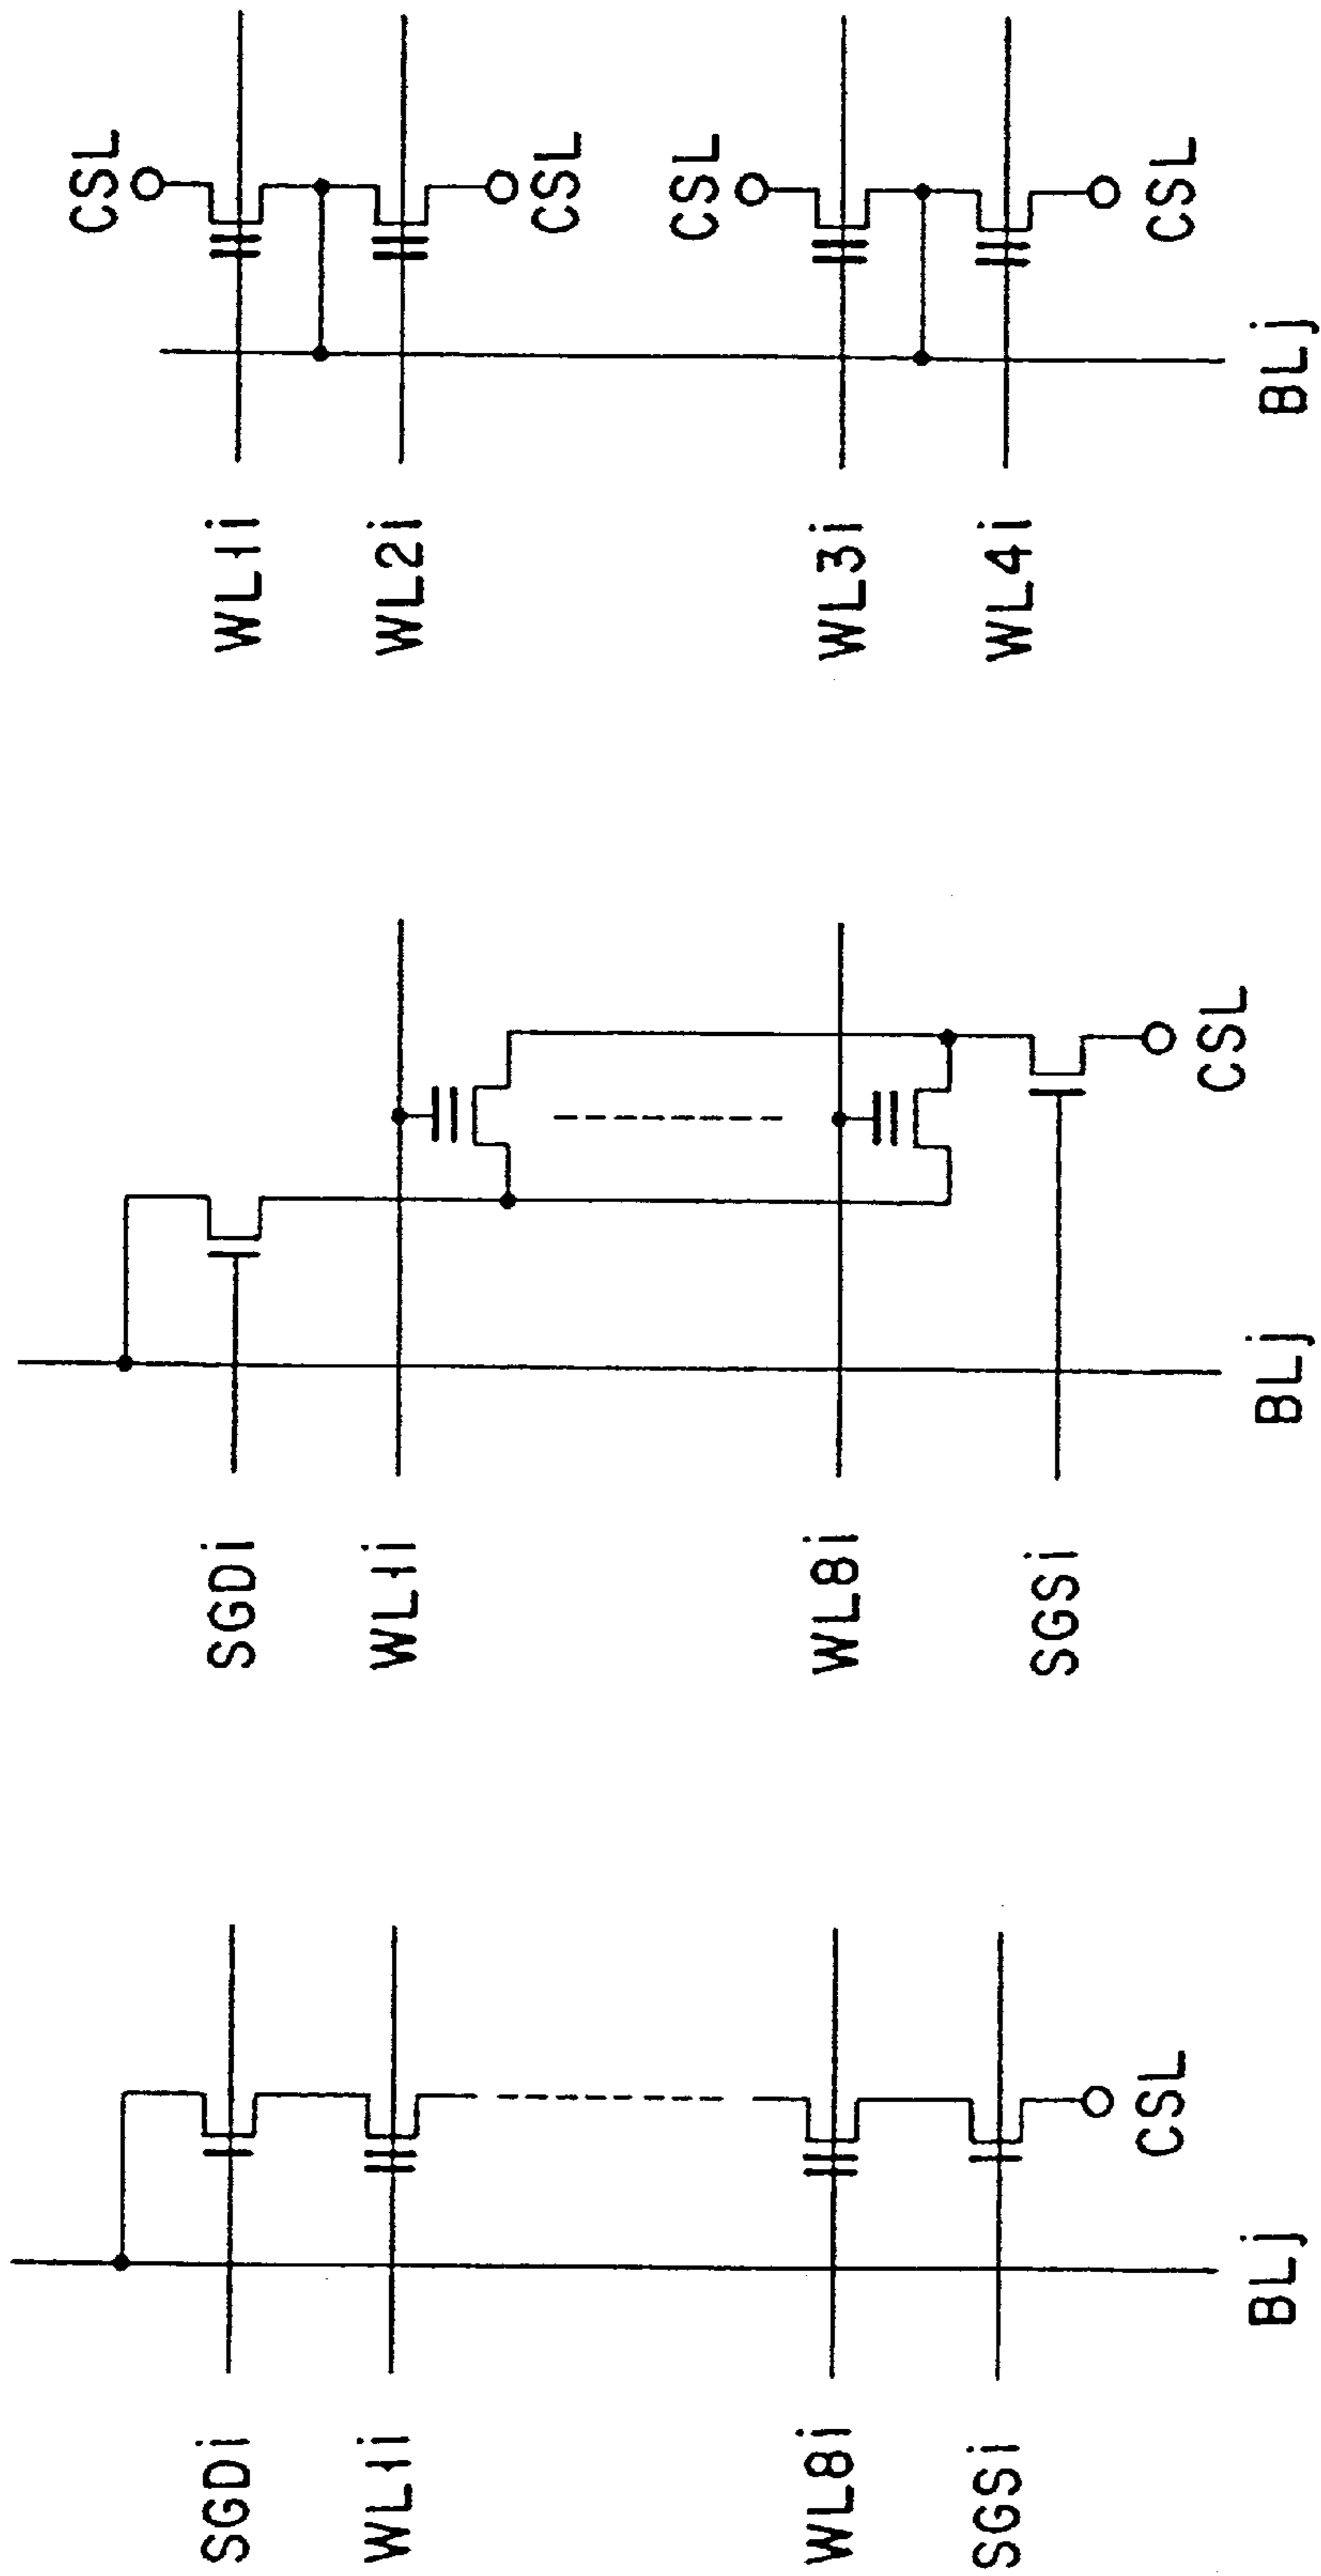 CSL
WL1i
WL2i
CSL
CSL
WL3i
WL4i
CSL
BLj
SGDi
WL1i
WL8i
SGSi
CSL
BLj
SGDi
WL1i
WL8i
SGSi
CSL
BLj